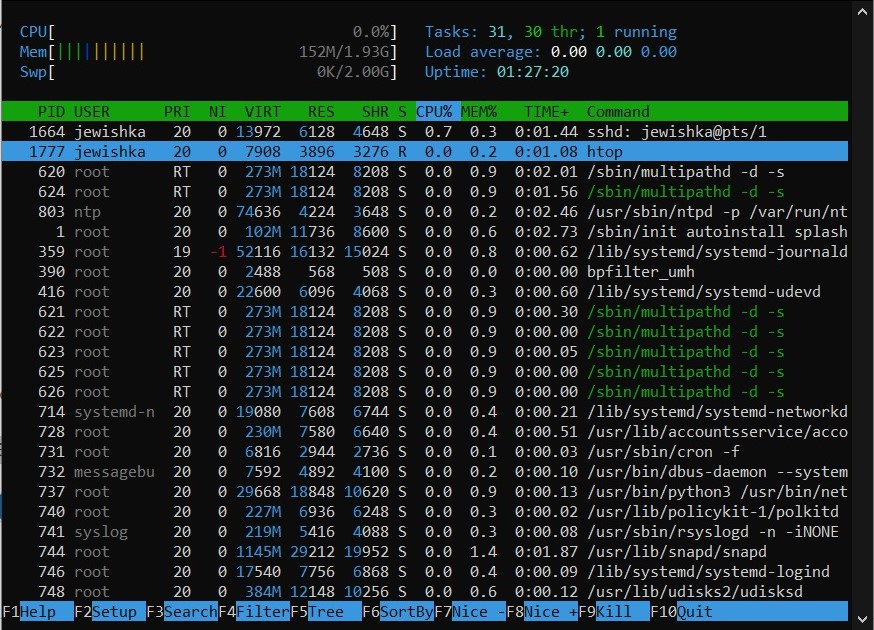 CPU[ 0.0%] Tasks: 31, 30 thr; 1 running
Mem[|||||||||| 152M/1.93G] Load average: 0.00 0.00 0.00
Swp[ 0K/2.00G] Uptime: 01:27:20
PID USER PRI NI VIRT RES SHR S CPU% MEM% TIME+ Command
1664 jewishka 20 0 13972 6128 4648 S 0.7 0.3 0:01.44 sshd: jewishka@pts/1
1777 jewishka 20 0 7908 3896 3276 R 0.0 0.2 0:01.08 htop
620 root RT 0 273M 18124 8208 S 0.0 0.9 0:02.01 /sbin/multipathd -d -s
624 root RT 0 273M 18124 8208 S 0.0 0.9 0:01.56 /sbin/multipathd -d -s
803 ntp 20 0 74636 4224 3648 S 0.0 0.2 0:02.46 /usr/sbin/ntpd -p /var/run/nt
1 root 20 0 102M 11736 8600 S 0.0 0.6 0:02.73 /sbin/init autoinstall splash
359 root 19 -1 52116 16132 15024 S 0.0 0.8 0:00.62 /lib/systemd/systemd-journald
390 root 20 0 2488 568 508 S 0.0 0.0 0:00.00 bpfilter_umh
416 root 20 0 22600 6096 4068 S 0.0 0.3 0:00.60 /lib/systemd/systemd-udevd
621 root RT 0 273M 18124 8208 S 0.0 0.9 0:00.30 /sbin/multipathd -d -s
622 root RT 0 273M 18124 8208 S 0.0 0.9 0:00.00 /sbin/multipathd -d -s
623 root RT 0 273M 18124 8208 S 0.0 0.9 0:00.05 /sbin/multipathd -d -s
625 root RT 0 273M 18124 8208 S 0.0 0.9 0:00.00 /sbin/multipathd -d -s
626 root RT 0 273M 18124 8208 S 0.0 0.9 0:00.00 /sbin/multipathd -d -s
714 systemd-n 20 0 19080 7608 6744 S 0.0 0.4 0:00.21 /lib/systemd/systemd-networkd
728 root 20 0 230M 7580 6640 S 0.0 0.4 0:00.51 /usr/lib/accountsservice/acco
731 root 20 0 6816 2944 2736 S 0.0 0.1 0:00.03 /usr/sbin/cron -f
732 messagebu 20 0 7592 4892 4100 S 0.0 0.2 0:00.10 /usr/bin/dbus-daemon --system
737 root 20 0 29668 18848 10620 S 0.0 0.9 0:00.13 /usr/bin/python3 /usr/bin/net
740 root 20 0 227M 6936 6248 S 0.0 0.3 0:00.02 /usr/lib/policykit-1/polkitd
741 syslog 20 0 219M 5416 4088 S 0.0 0.3 0:00.08 /usr/sbin/rsyslogd -n -iNONE
744 root 20 0 1145M 29212 19952 S 0.0 1.4 0:01.87 /usr/lib/snapd/snapd
746 root 20 0 17540 7756 6868 S 0.0 0.4 0:00.09 /lib/systemd/systemd-logind
748 root 20 0 384M 12148 10256 S 0.0 0.6 0:00.12 /usr/lib/udisks2/udisksd
F1Help F2Setup F3SearchF4FilterF5Tree F6SortByF7Nice -F8Nice +F9Kill F10Quit